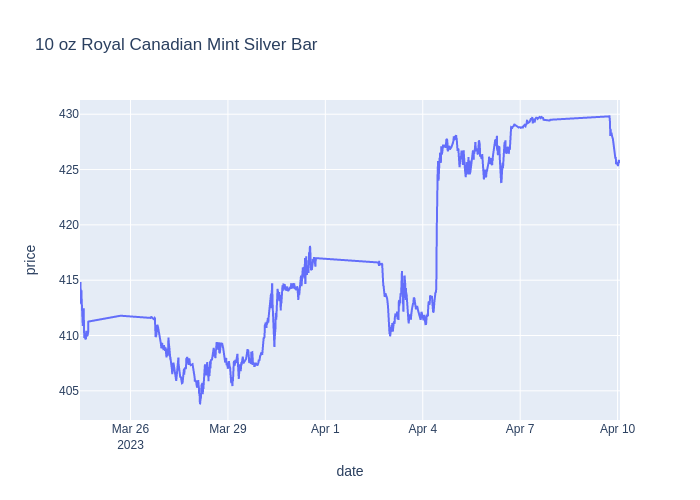 10 oz Royal Canadian Mint Silver Bar
430
425
420
415
410
405
price
Mar 26
2023
Mar 29
Apr 1
Apr 4
Apr 7
Apr 10
date